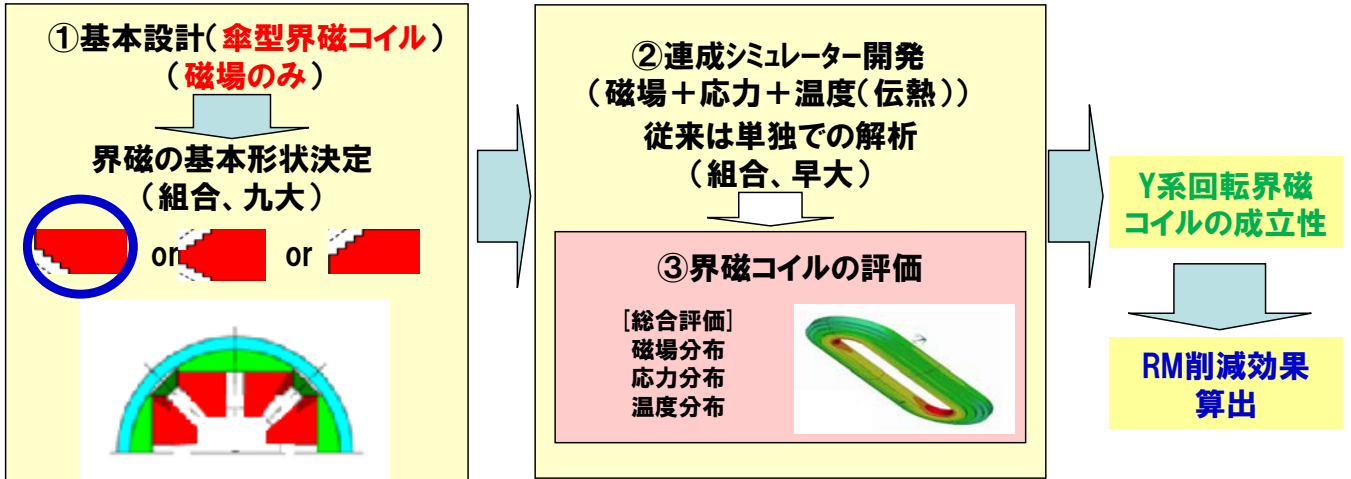 ①基本設計(傘型界磁コイル)
(磁場のみ)
界磁の基本形状決定
(組合、九大)
or
or
②連成シミュレーター開発
(磁場+応力+温度(伝熱))
従来は単独での解析
(組合、早大)
③界磁コイルの評価
[総合評価]
磁場分布
応力分布
温度分布
Y系回転界磁
コイルの成立性
RM削減効果
算出